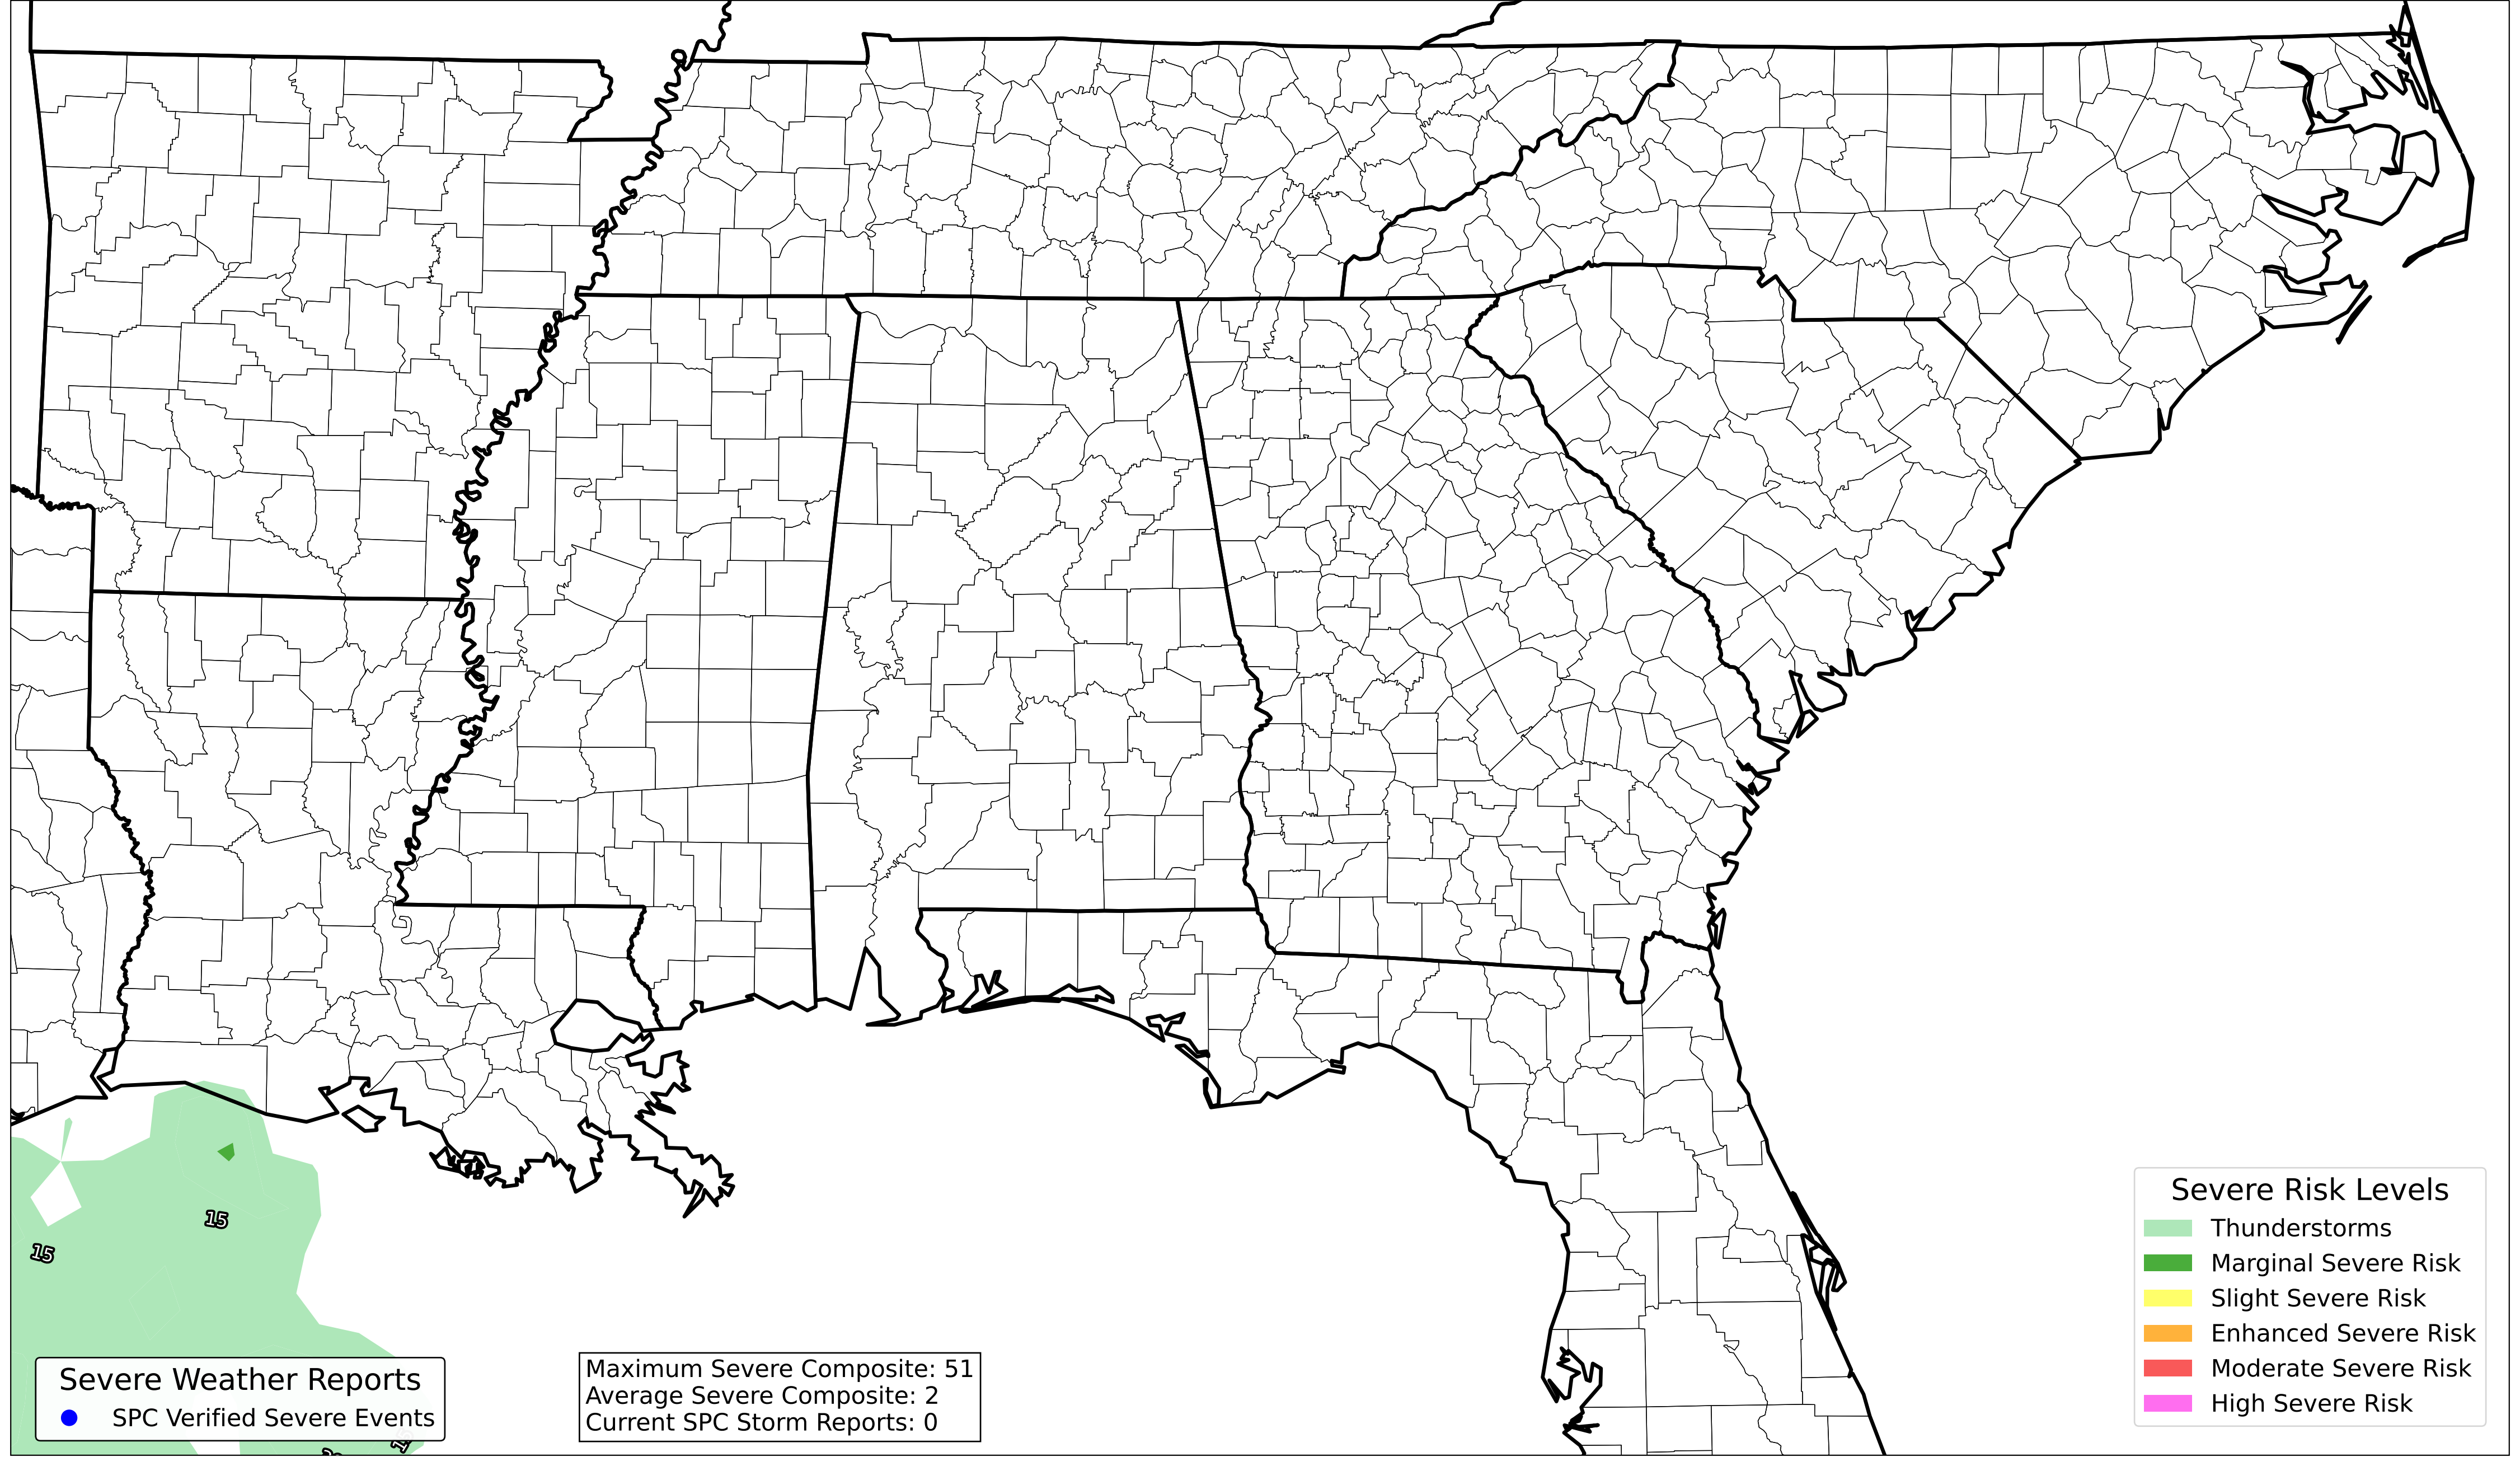 15
15
Severe Weather Reports
SPC Verified Severe Events
Maximum Severe Composite: 51
Average Severe Composite: 2
Current SPC Storm Reports: 0
Severe Risk Levels
Thunderstorms
Marginal Severe Risk
Slight Severe Risk
Enhanced Severe Risk
Moderate Severe Risk
High Severe Risk